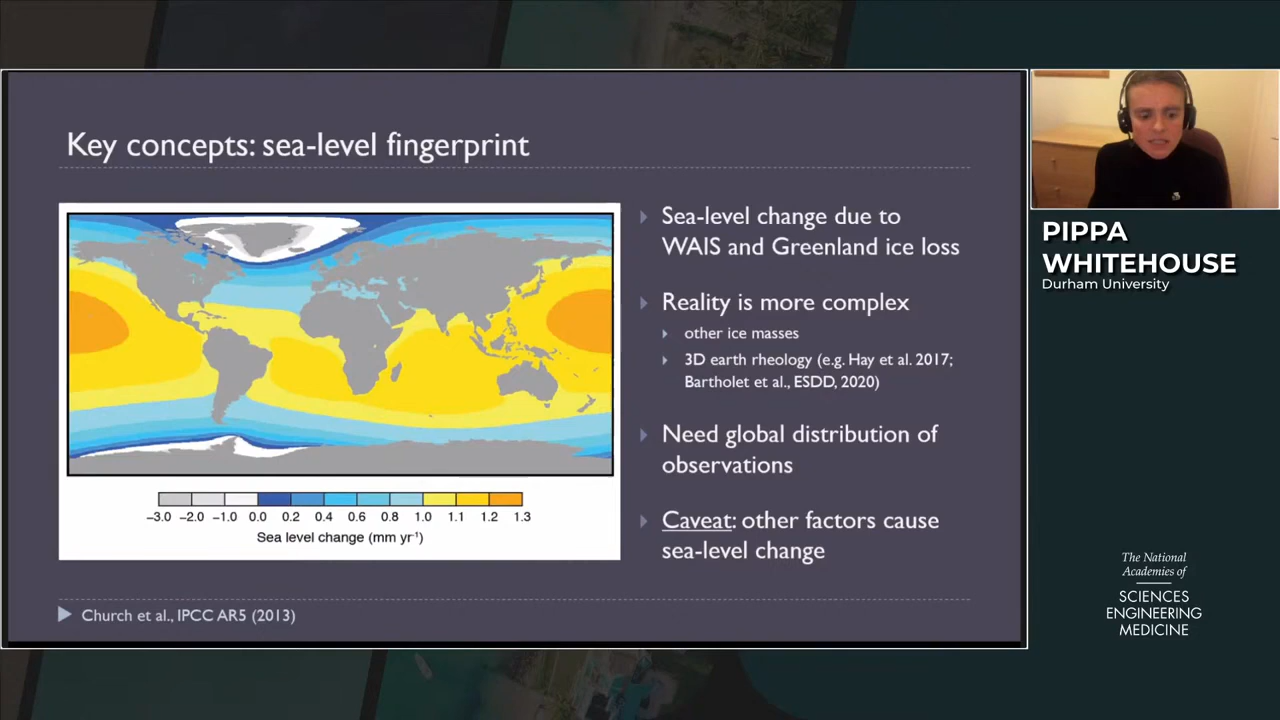 Key concepts: sea-level fingerprint
-3.0 -2.0 -1.0 0.0 0.2 0.4 0.6 0.8 1.0 1.1 1.2 1.3
Sea level change (mm yr-¹)
Sea-level change due to
WAIS and Greenland ice loss
Reality is more complex
other ice masses
3D earth rheology (e.g. Hay et al. 2017;
Bartholet et al., ESDD, 2020)
Need global distribution of
observations
Caveat: other factors cause
sea-level change
Church et al., IPCC AR5 (2013)
PIPPA
WHITEHOUSE
Durham University
The National
Academies of
SCIENCES
ENGINEERING
MEDICINE